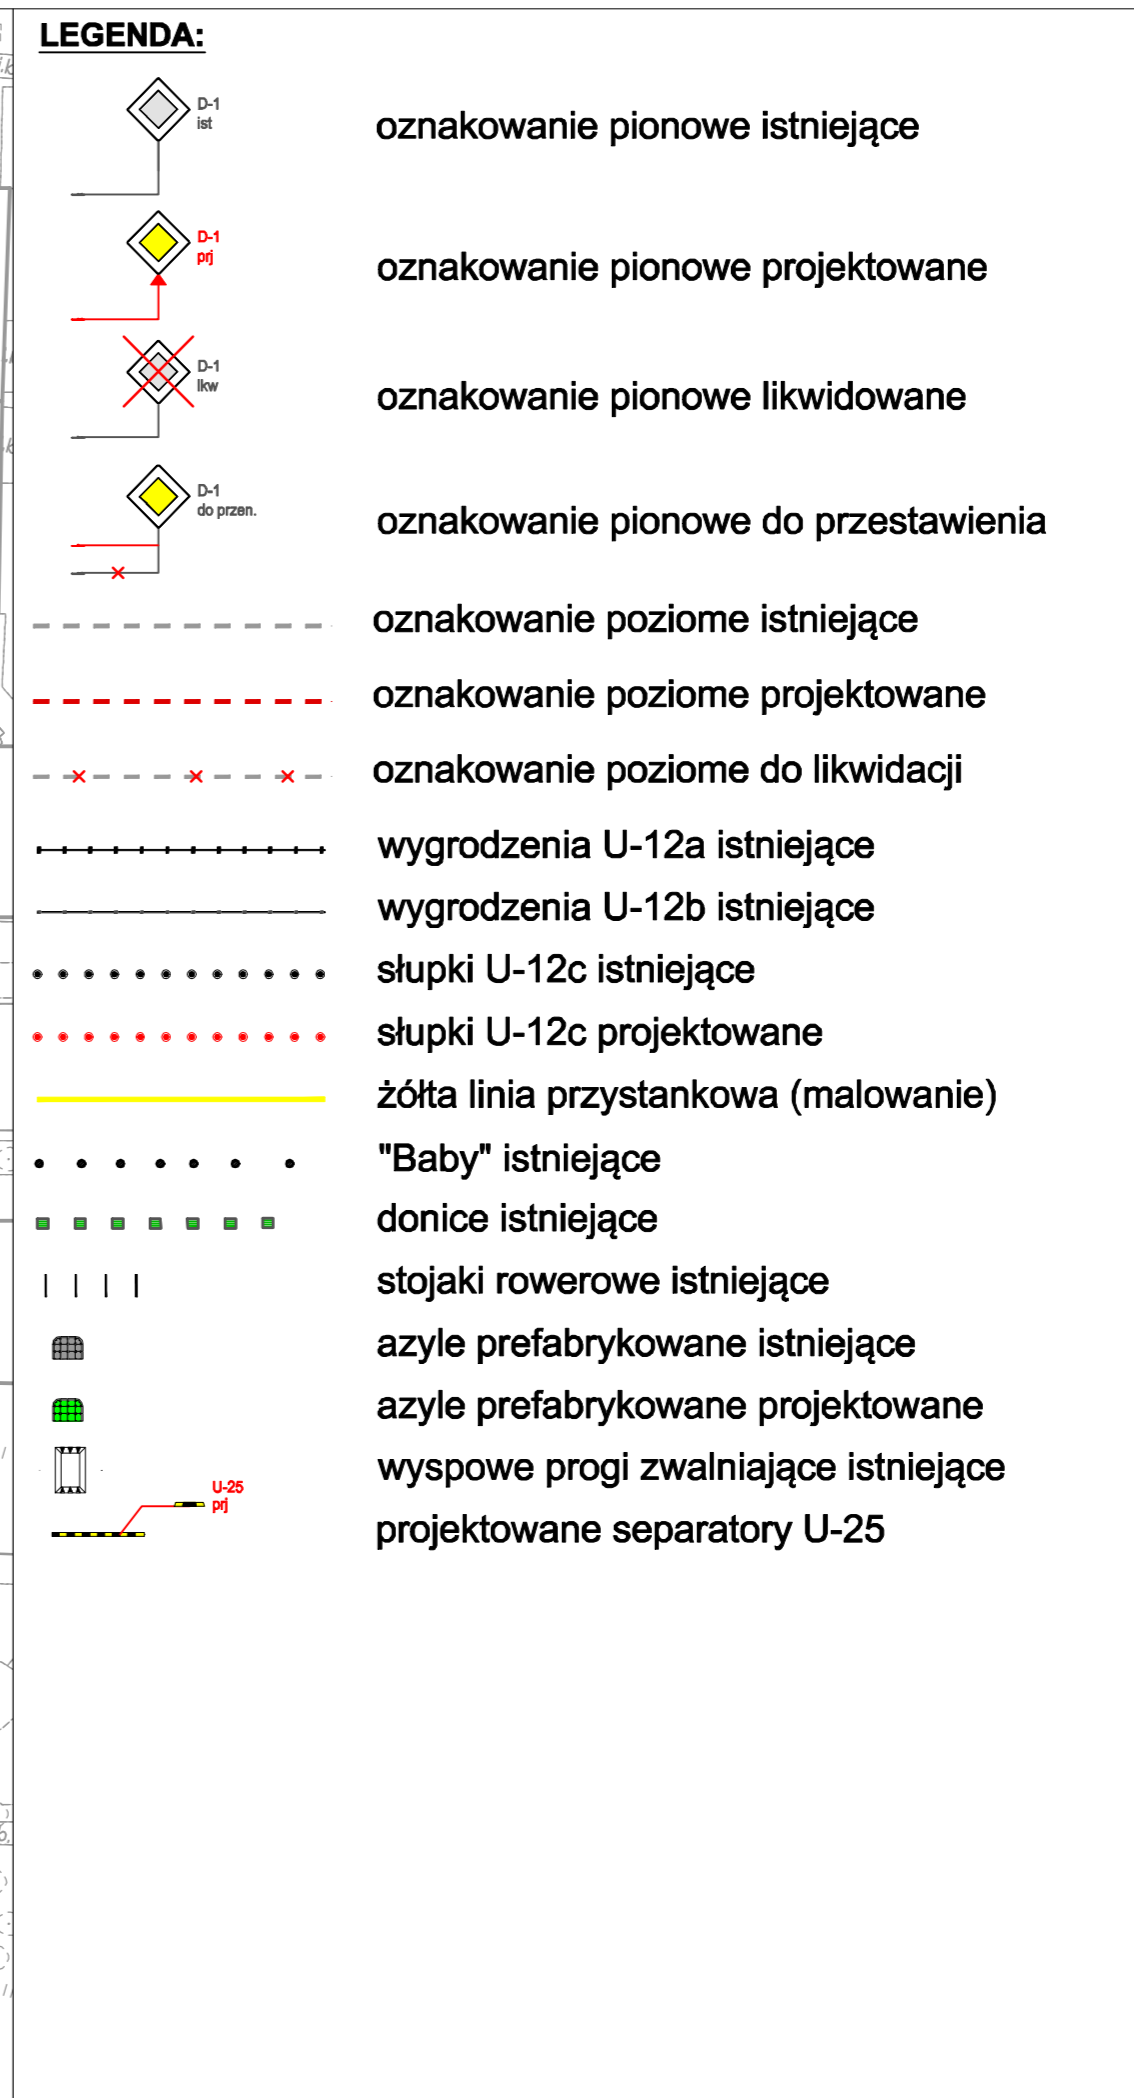 LEGENDA:
D-1
ist
oznakowanie pionowe istniejące
D-1
prj
oznakowanie pionowe projektowane
D-1
lkw
oznakowanie pionowe likwidowane
D-1
do przen.
oznakowanie pionowe do przestawienia
oznakowanie poziome istniejące
oznakowanie poziome projektowane
oznakowanie poziome do likwidacji
wygrodzenia U-12a istniejące
wygrodzenia U-12b istniejące
słupki U-12c istniejące
słupki U-12c projektowane
żółta linia przystankowa (malowanie)
"Baby" istniejące
donice istniejące
stojaki rowerowe istniejące
azyle prefabrykowane istniejące
azyle prefabrykowane projektowane
wyspowe progi zwalniające istniejące
U-25
prj
projektowane separatory U-25